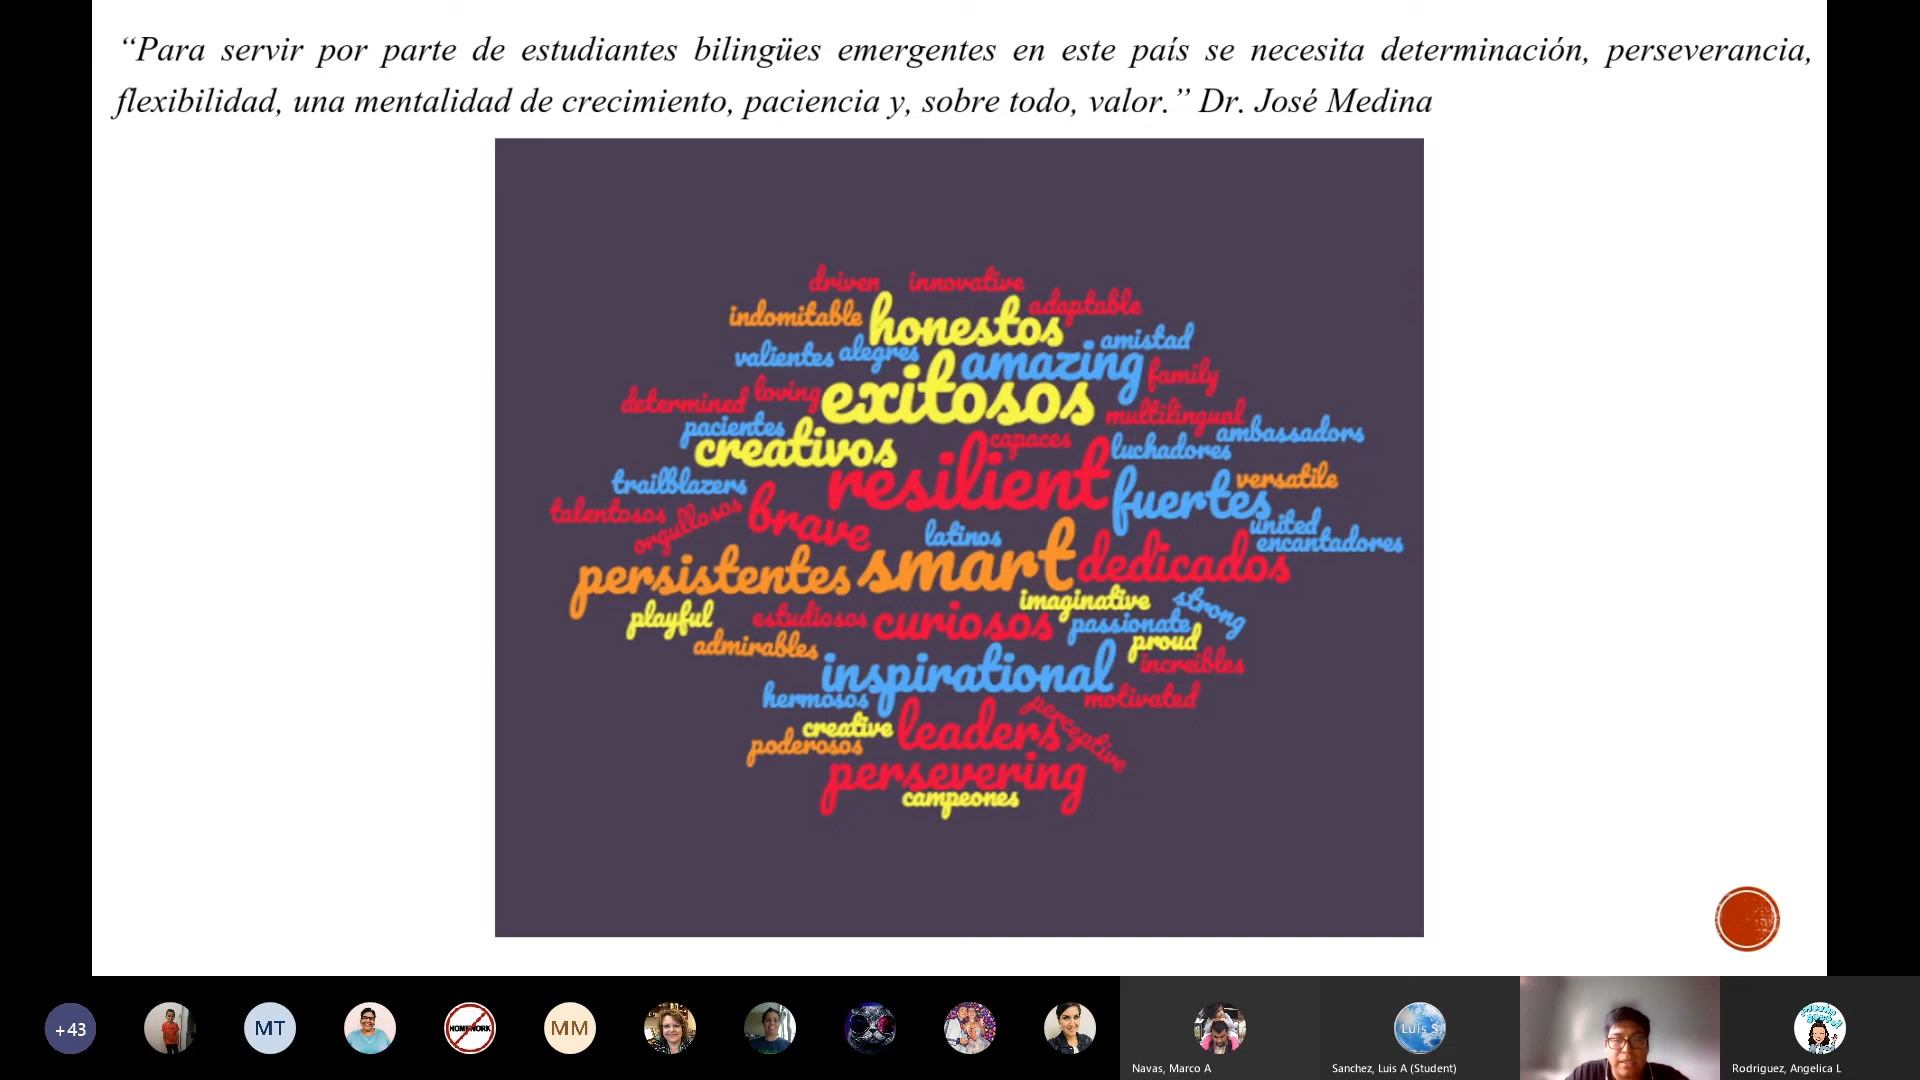 “Para servir por parte de estudiantes bilingües emergentes en este país se necesita determinación, perseverancia,
flexibilidad, una mentalidad de crecimiento, paciencia y, sobre todo, valor.” Dr. José Medina
driven innovative
indomitable honestos adaptable
valientes alegres amazing amistad
determined loving exitosos family
pacientes multilingual ambassadors
creativos capaces luchadores
trailblazers resilient fuertes versatile
talentosos orgullosos brave latinos united
encantadores
persistentes smart dedicados
playful estudiosos curiosos imaginative strong
passionate
admirables proud
inspirational increibles
hermosos motivated
creative leaders perceptive
poderosos
persevering
campeones
+43 MT HOMEWORK MM Luis S.
Navas, Marco A Sanchez, Luis A (Student) Rodriguez, Angelica L